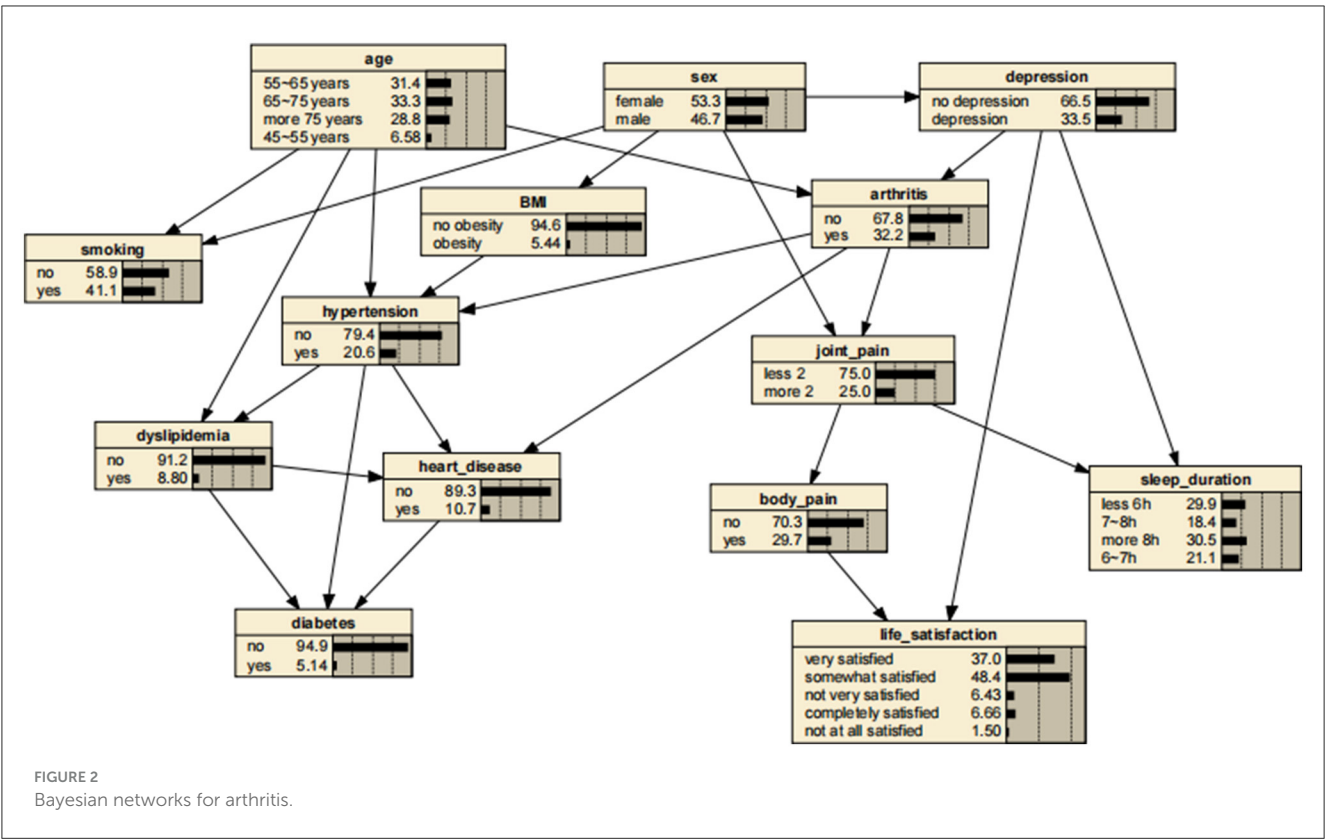 age
55~65 years 31.4
65~75 years 33.3
more 75 years 28.8
45~55 years 6.58
sex
female 53.3
male 46.7
depression
no depression 66.5
depression 33.5
BMI
no obesity 94.6
obesity 5.44
arthritis
no 67.8
yes 32.2
smoking
no 58.9
yes 41.1
hypertension
no 79.4
yes 20.6
joint_pain
less 2 75.0
more 2 25.0
dyslipidemia
no 91.2
yes 8.80
heart_disease
no 89.3
yes 10.7
body_pain
no 70.3
yes 29.7
sleep_duration
less 6h 29.9
7~8h 18.4
more 8h 30.5
6~7h 21.1
diabetes
no 94.9
yes 5.14
life_satisfaction
very satisfied 37.0
somewhat satisfied 48.4
not very satisfied 6.43
completely satisfied 6.66
not at all satisfied 1.50
FIGURE 2
Bayesian networks for arthritis.